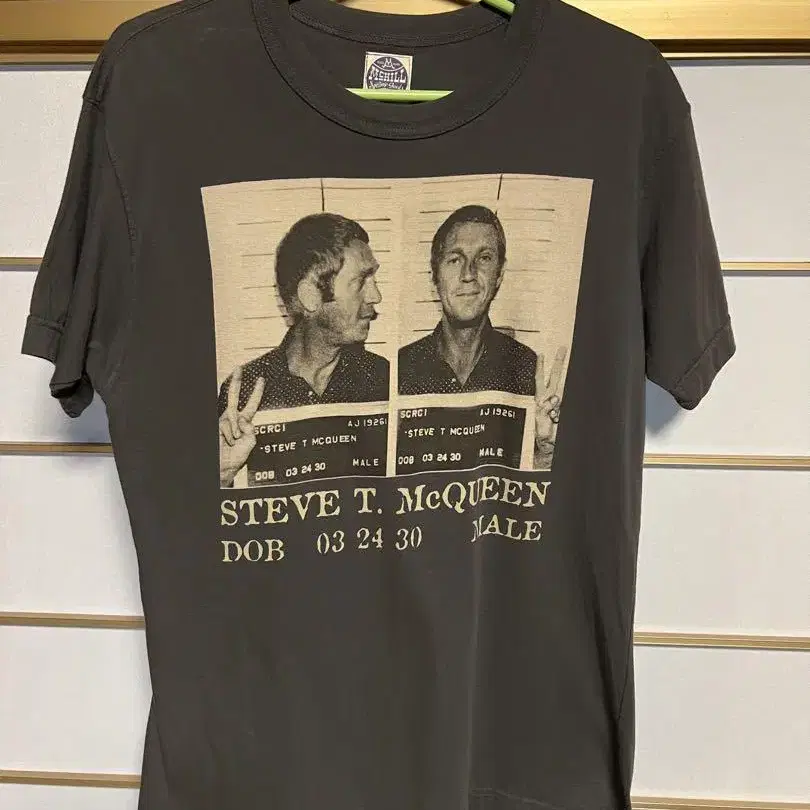 McHILL
SCRCI AJ 19261
STEVE T MCQUEEN
DOB 03 24 30 MALE
SCRCI AJ 19261
STEVE T MCQUEEN
DOB 03 24 30 MALE
STEVE T. McQUEEN
DOB 03 24 30 MALE